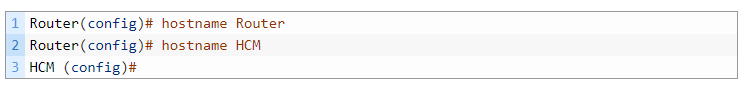 1 Router(config)# hostname Router
2 Router(config)# hostname HCM
3 HCM (config)#